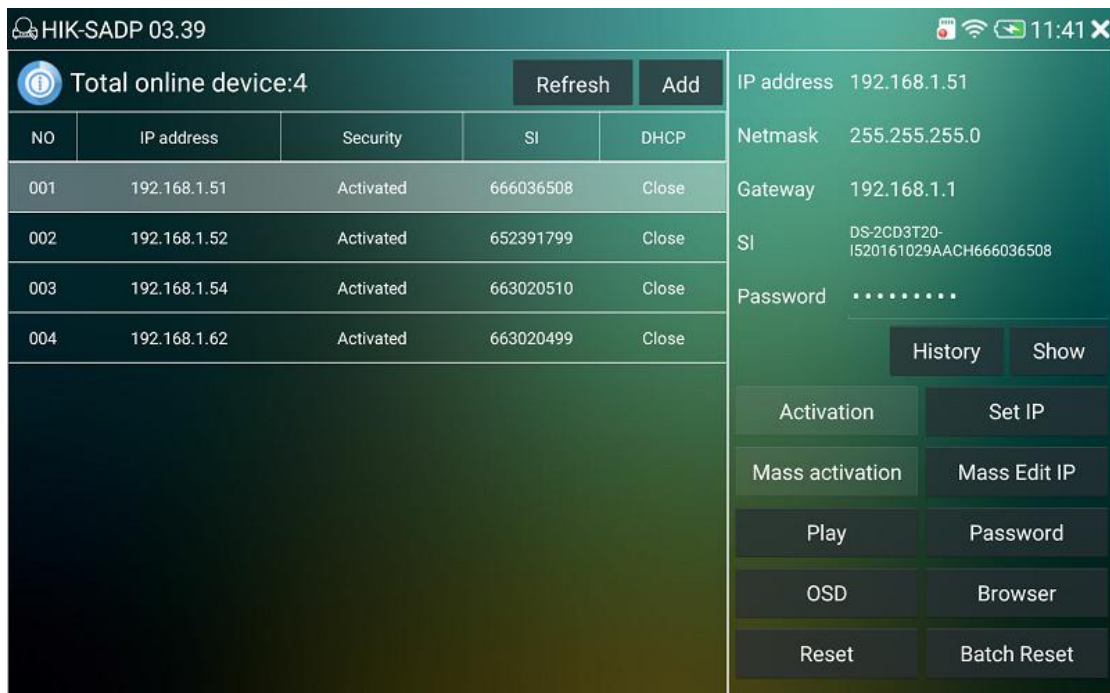 HIK-SADP 03.39 11:41
Total online device:4 Refresh Add
NO IP address Security SI DHCP
001 192.168.1.51 Activated 666036508 Close
002 192.168.1.52 Activated 652391799 Close
003 192.168.1.54 Activated 663020510 Close
004 192.168.1.62 Activated 663020499 Close
IP address 192.168.1.51
Netmask 255.255.255.0
Gateway 192.168.1.1
SI DS-2CD3T20-
I520161029AACH666036508
Password •••••••••
History Show
Activation Set IP
Mass activation Mass Edit IP
Play Password
OSD Browser
Reset Batch Reset